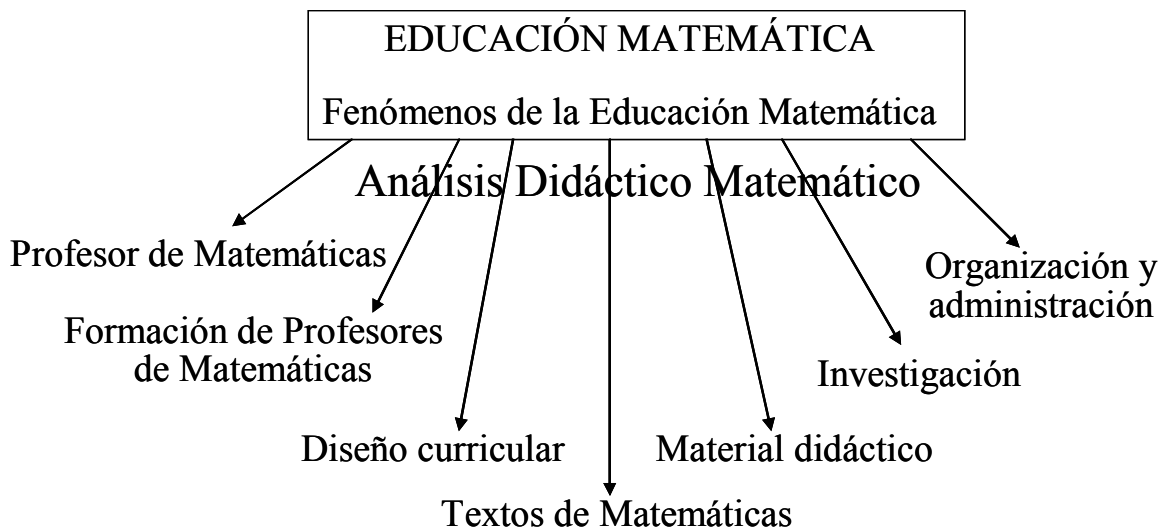 EDUCACIÓN MATEMÁTICA
Fenómenos de la Educación Matemática
Análisis Didáctico Matemático
Profesor de Matemáticas
Organización y
administración
Formación de Profesores
de Matemáticas
Investigación
Diseño curricular
Material didáctico
Textos de Matemáticas